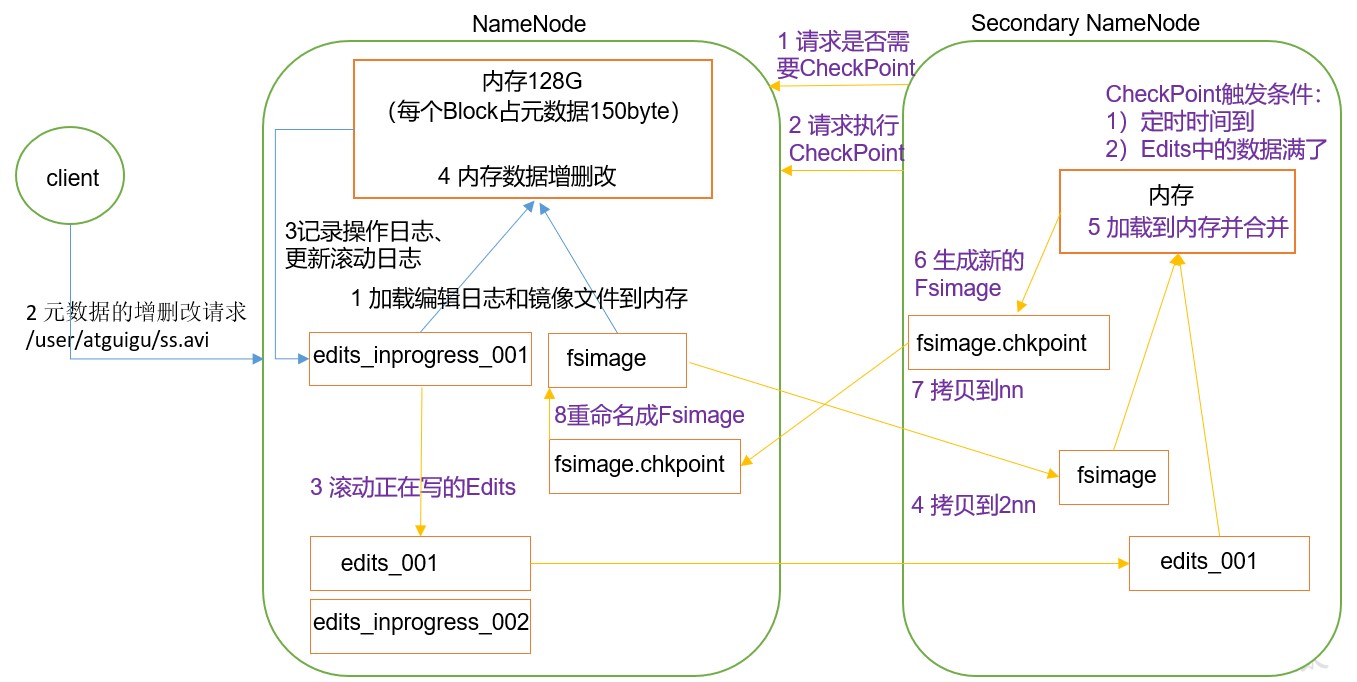 NameNode
Secondary NameNode
内存128G
（每个Block占元数据150byte）
4 内存数据增删改
1 请求是否需
要CheckPoint
2 请求执行
CheckPoint
CheckPoint触发条件：
1）定时时间到
2）Edits中的数据满了
client
内存
5 加载到内存并合并
3记录操作日志、
更新滚动日志
6 生成新的
Fsimage
1 加载编辑日志和镜像文件到内存
2 元数据的增删改请求
/user/atguigu/ss.avi
edits_inprogress_001
fsimage
fsimage.chkpoint
7 拷贝到nn
8重命名成Fsimage
fsimage.chkpoint
3 滚动正在写的Edits
fsimage
4 拷贝到2nn
edits_001
edits_001
edits_inprogress_002